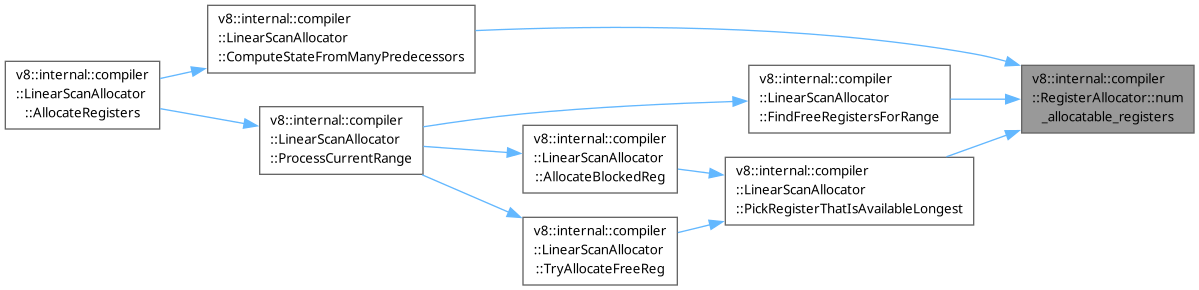 v8::internal::compiler
::LinearScanAllocator
::ComputeStateFromManyPredecessors
v8::internal::compiler
::LinearScanAllocator
::AllocateRegisters
v8::internal::compiler
::LinearScanAllocator
::ProcessCurrentRange
v8::internal::compiler
::LinearScanAllocator
::FindFreeRegistersForRange
v8::internal::compiler
::RegisterAllocator::num
_allocatable_registers
v8::internal::compiler
::LinearScanAllocator
::AllocateBlockedReg
v8::internal::compiler
::LinearScanAllocator
::PickRegisterThatIsAvailableLongest
v8::internal::compiler
::LinearScanAllocator
::TryAllocateFreeReg